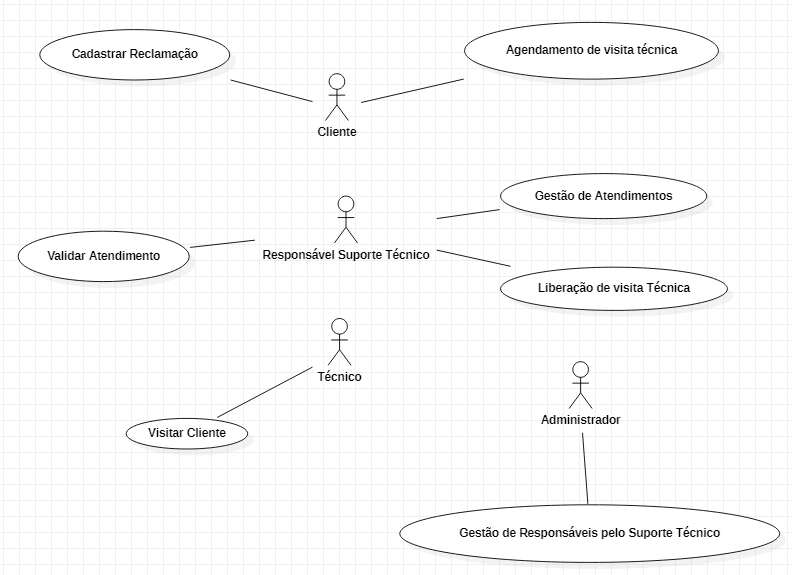 Cadastrar Reclamação
Agendamento de visita técnica
Cliente
Gestão de Atendimentos
Validar Atendimento
Responsável Suporte Técnico
Liberação de visita Técnica
Técnico
Visitar Cliente
Administrador
Gestão de Responsáveis pelo Suporte Técnico